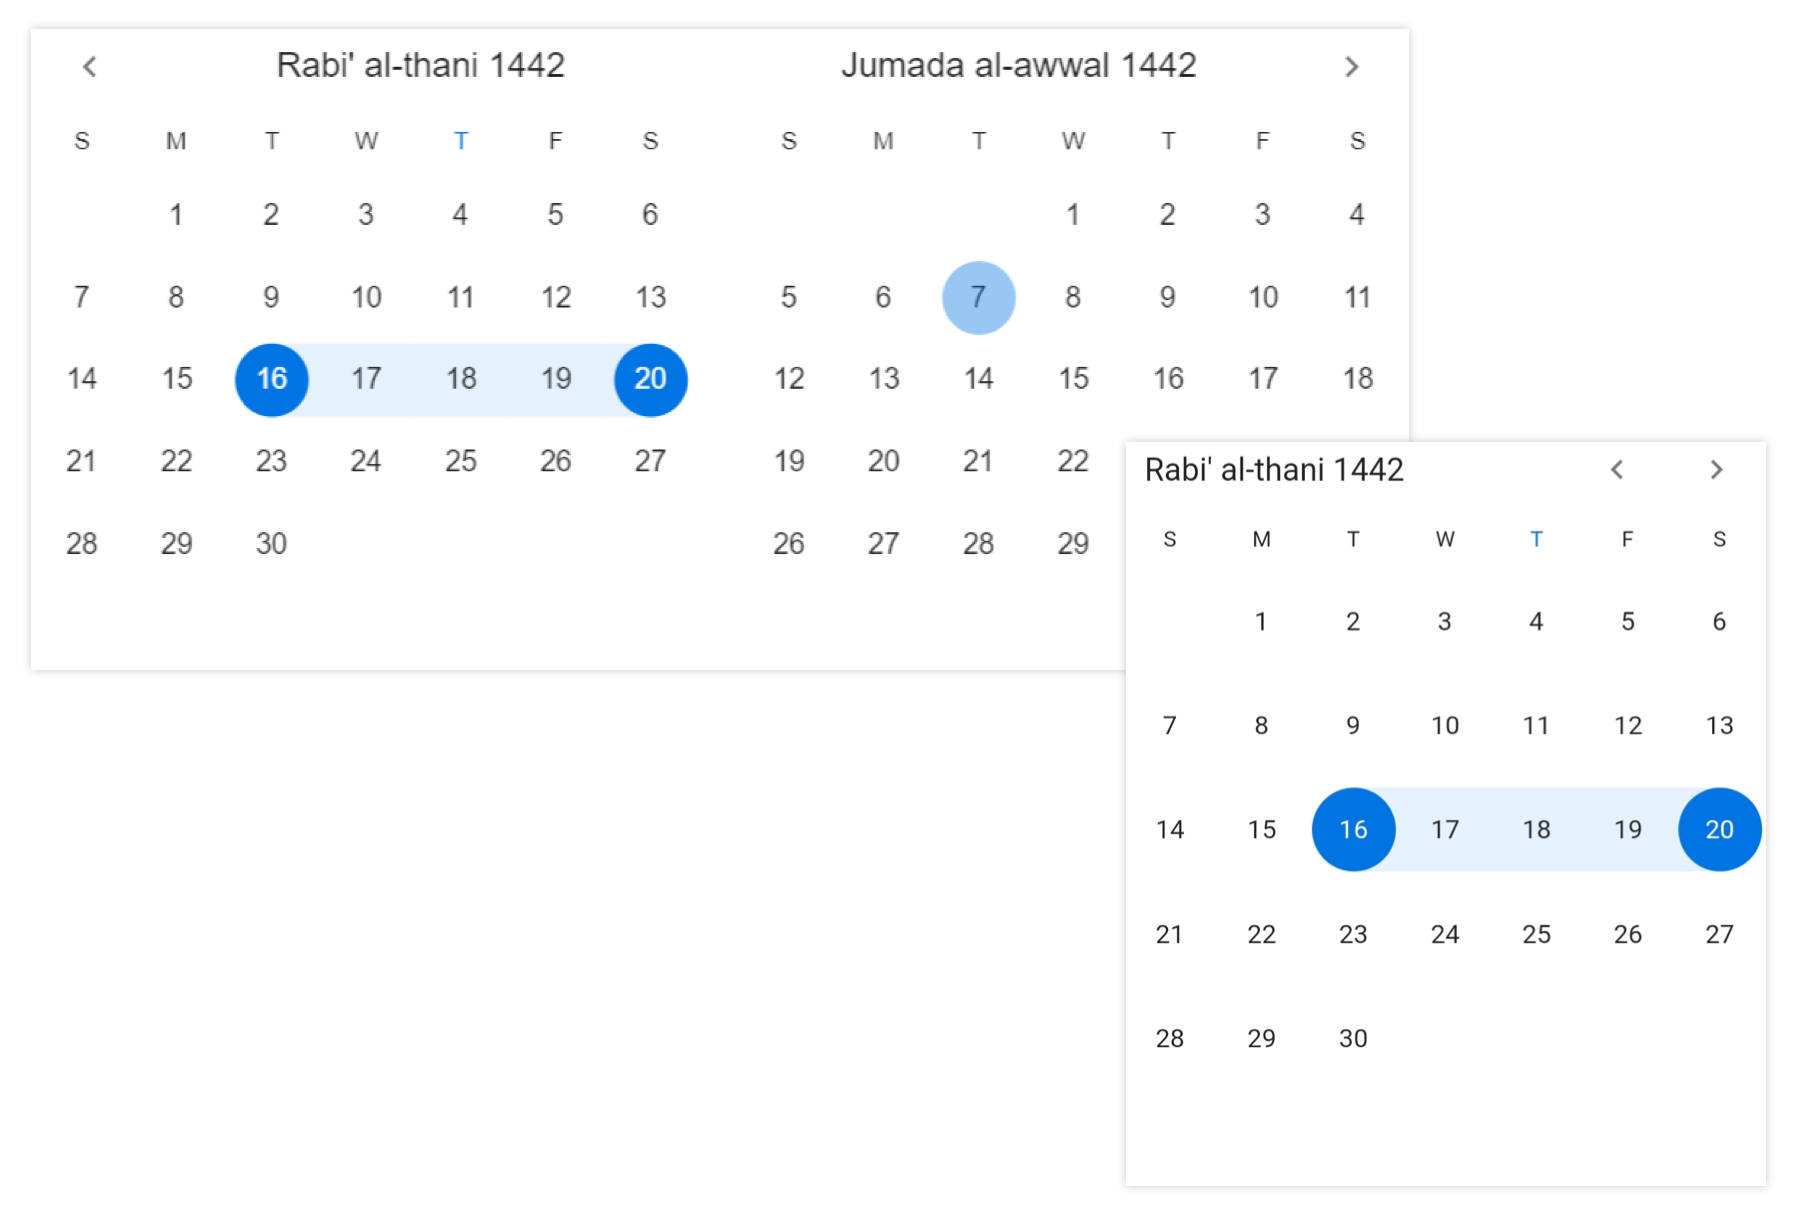 Rabi' al-thani 1442
S M T W T F S
1 2 3 4 5 6
7 8 9 10 11 12 13
14 15 16 17 18 19 20
21 22 23 24 25 26 27
28 29 30
Jumada al-awwal 1442
S M T W T F S
1 2 3 4
5 6 7 8 9 10 11
12 13 14 15 16 17 18
19 20 21 22
26 27 28 29
Rabi' al-thani 1442
S M T W T F S
1 2 3 4 5 6
7 8 9 10 11 12 13
14 15 16 17 18 19 20
21 22 23 24 25 26 27
28 29 30